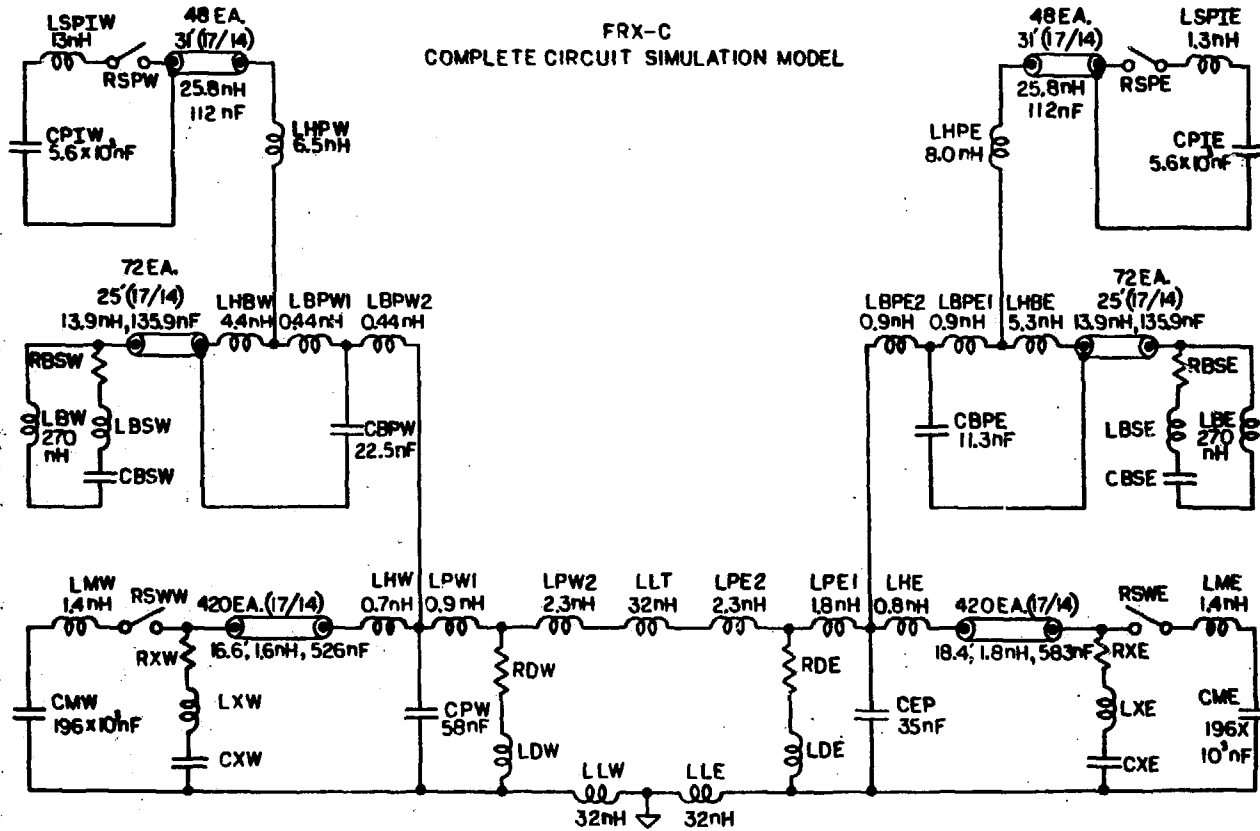 FRX-C
COMPLETE CIRCUIT SIMULATION MODEL
LSPIW
13nH
RSPW
48 EA.
31'(17/14)
25.8nH
112 nF
CPIW
5.6x10³nF
LHPW
6.5nH
48 EA.
31'(17/14)
25.8nH
112nF
RSPE
LSPIE
1.3nH
LHPE
8.0nH
CPIE
5.6x10³nF
72 EA.
25'(17/14)
13.9nH,135.9nF
LHBW
4.4nH
LBPW1
0.44nH
LBPW2
0.44nH
RBSW
LBW
270
nH
LBSW
CBSW
CBPW
22.5nF
LBPE2
0.9nH
LBPE1
0.9nH
LHBE
5.3nH
72 EA.
25'(17/14)
13.9nH,135.9nF
CBPE
11.3nF
RBSE
LBSE
LBE
270
nH
CBSE
LMW
1.4nH
RSWW
420EA.(17/14)
16.6', 1.6nH, 526nF
LHW
0.7nH
LPW1
0.9nH
LPW2
2.3nH
LLT
32nH
LPE2
2.3nH
LPE1
1.8nH
LHE
0.8nH
420EA.(17/14)
18.4', 1.8nH, 583nF
RSWE
LME
1.4nH
CMW
196x10³nF
RXW
LXW
CXW
CPW
58nF
RDW
LDW
RDE
LDE
CEP
35nF
RXE
LXE
CXE
CME
196X
10³nF
LLW
32nH
LLE
32nH